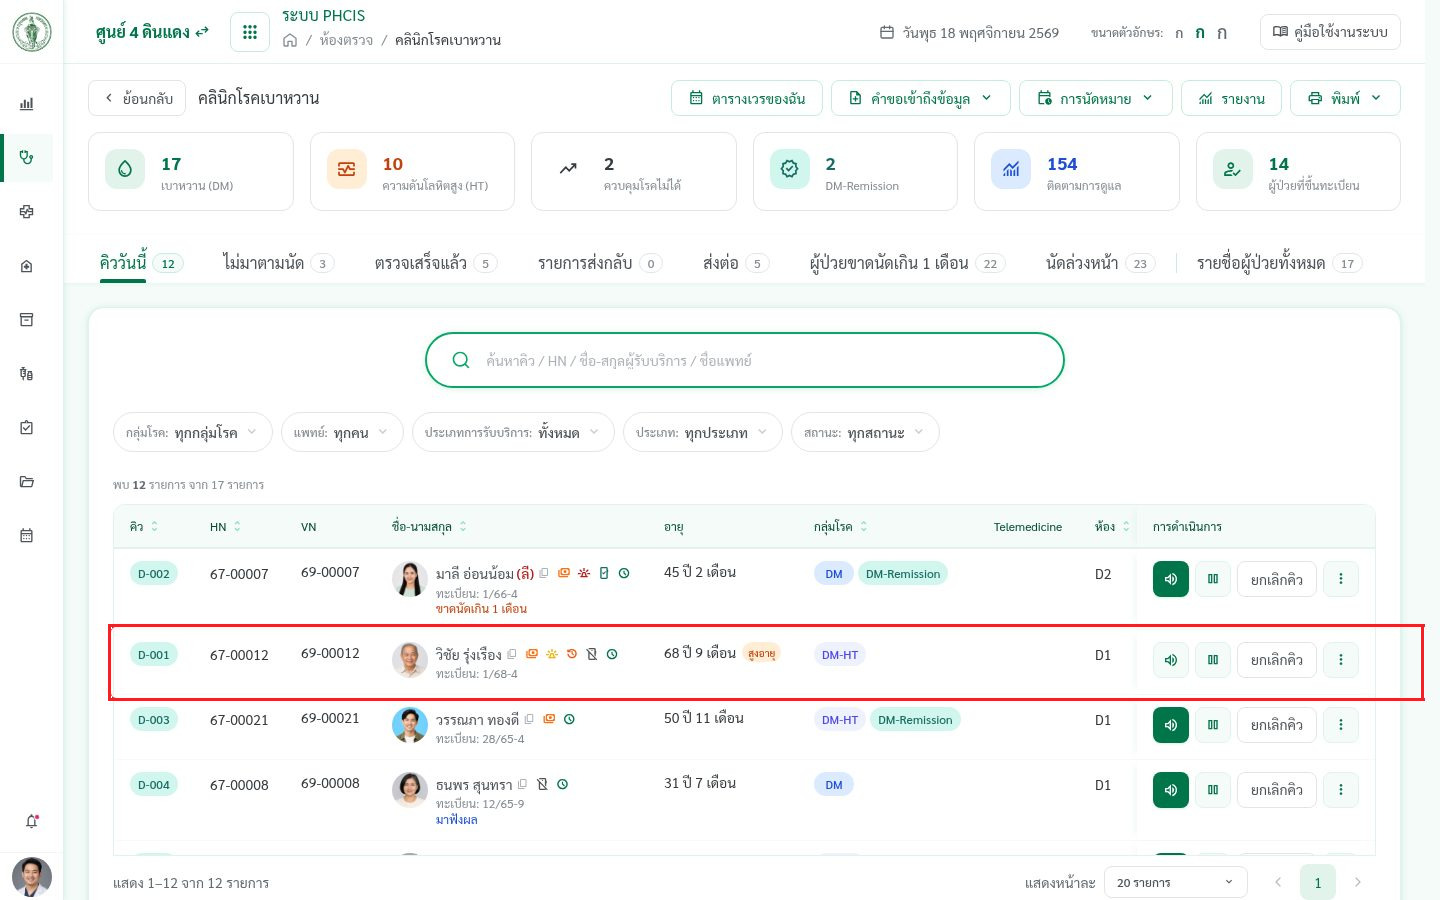 ศูนย์ 4 ดินแดง
ระบบ PHCIS
/ ห้องตรวจ / คลินิกโรคเบาหวาน
วันพุธ 18 พฤศจิกายน 2569
ขนาดตัวอักษร: ก ก ก
คู่มือใช้งานระบบ
ย้อนกลับ
คลินิกโรคเบาหวาน
ตารางเวรของฉัน
คำขอเข้าถึงข้อมูล
การนัดหมาย
รายงาน
พิมพ์
17
เบาหวาน (DM)
10
ความดันโลหิตสูง (HT)
2
ควบคุมโรคไม่ได้
2
DM-Remission
154
ติดตามการดูแล
14
ผู้ป่วยที่ขึ้นทะเบียน
คิววันนี้ 12
ไม่มาตามนัด 3
ตรวจเสร็จแล้ว 5
รายการส่งกลับ 0
ส่งต่อ 5
ผู้ป่วยขาดนัดเกิน 1 เดือน 22
นัดล่วงหน้า 23
รายชื่อผู้ป่วยทั้งหมด 17
ค้นหาคิว / HN / ชื่อ-สกุลผู้รับบริการ / ชื่อแพทย์
กลุ่มโรค: ทุกกลุ่มโรค
แพทย์: ทุกคน
ประเภทการรับบริการ: ทั้งหมด
ประเภท: ทุกประเภท
สถานะ: ทุกสถานะ
พบ 12 รายการ จาก 17 รายการ
คิว HN VN ชื่อ-นามสกุล อายุ กลุ่มโรค Telemedicine ห้อง การดำเนินการ
D-002 67-00007 69-00007 มาลี อ่อนน้อม (ลี) 45 ปี 2 เดือน DM DM-Remission D2 ยกเลิกคิว
ทะเบียน: 1/66-4
ขาดนัดเกิน 1 เดือน
D-001 67-00012 69-00012 วิชัย รุ่งเรือง 68 ปี 9 เดือน สูงอายุ DM-HT D1 ยกเลิกคิว
ทะเบียน: 1/68-4
D-003 67-00021 69-00021 วรรณภา ทองดี 50 ปี 11 เดือน DM-HT DM-Remission D1 ยกเลิกคิว
ทะเบียน: 28/65-4
D-004 67-00008 69-00008 ธนพร สุนทรา 31 ปี 7 เดือน DM D1 ยกเลิกคิว
ทะเบียน: 12/65-9
มาฟังผล
แสดง 1–12 จาก 12 รายการ
แสดงหน้าละ 20 รายการ
1